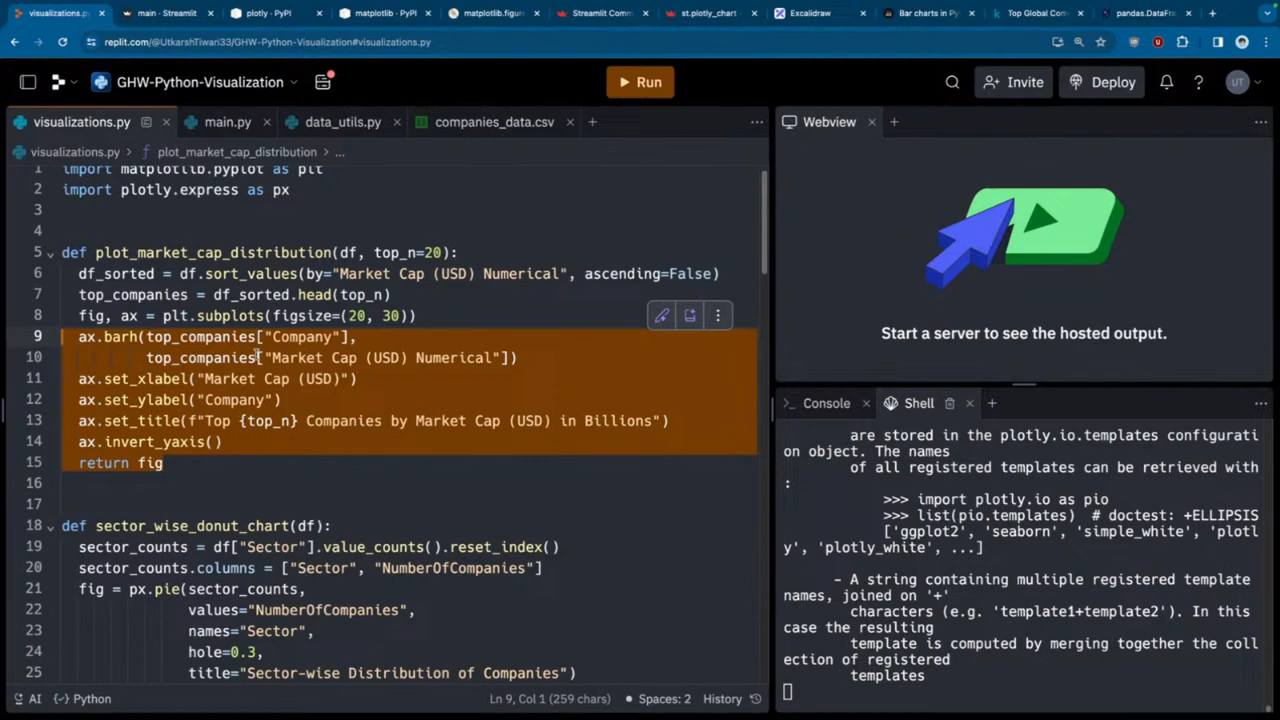 visualizations.py
main · Streamlit
plotly · PyPI
matplotlib · PyPI
matplotlib.figure
Streamlit Comm
st.plotly_chart
Excalidraw
Bar charts in Py
Top Global Com
pandas.DataFra
replit.com/@UtkarshTiwari33/GHW-Python-Visualization#visualizations.py
GHW-Python-Visualization
Run
Invite
Deploy
UT
visualizations.py
main.py
data_utils.py
companies_data.csv
Webview
visualizations.py
plot_market_cap_distribution
...
1 import matplotlib.pyplot as plt
2 import plotly.express as px
3
4
5 def plot_market_cap_distribution(df, top_n=20):
6 df_sorted = df.sort_values(by="Market Cap (USD) Numerical", ascending=False)
7 top_companies = df_sorted.head(top_n)
8 fig, ax = plt.subplots(figsize=(20, 30))
9 ax.barh(top_companies["Company"],
10 top_companies["Market Cap (USD) Numerical"])
11 ax.set_xlabel("Market Cap (USD)")
12 ax.set_ylabel("Company")
13 ax.set_title(f"Top {top_n} Companies by Market Cap (USD) in Billions")
14 ax.invert_yaxis()
15 return fig
16
17
18 def sector_wise_donut_chart(df):
19 sector_counts = df["Sector"].value_counts().reset_index()
20 sector_counts.columns = ["Sector", "NumberOfCompanies"]
21 fig = px.pie(sector_counts,
22 values="NumberOfCompanies",
23 names="Sector",
24 hole=0.3,
25 title="Sector-wise Distribution of Companies")
AI
Python
Ln 9, Col 1 (259 chars)
Spaces: 2
History
Start a server to see the hosted output.
Console
Shell
are stored in the plotly.io.templates configurati
on object. The names
of all registered templates can be retrieved with
:
>>> import plotly.io as pio
>>> list(pio.templates)  # doctest: +ELLIPSIS
['ggplot2', 'seaborn', 'simple_white', 'plotl
y', 'plotly_white', ...]
- A string containing multiple registered template
names, joined on '+'
characters (e.g. 'template1+template2'). In this
case the resulting
template is computed by merging together the coll
ection of registered
templates